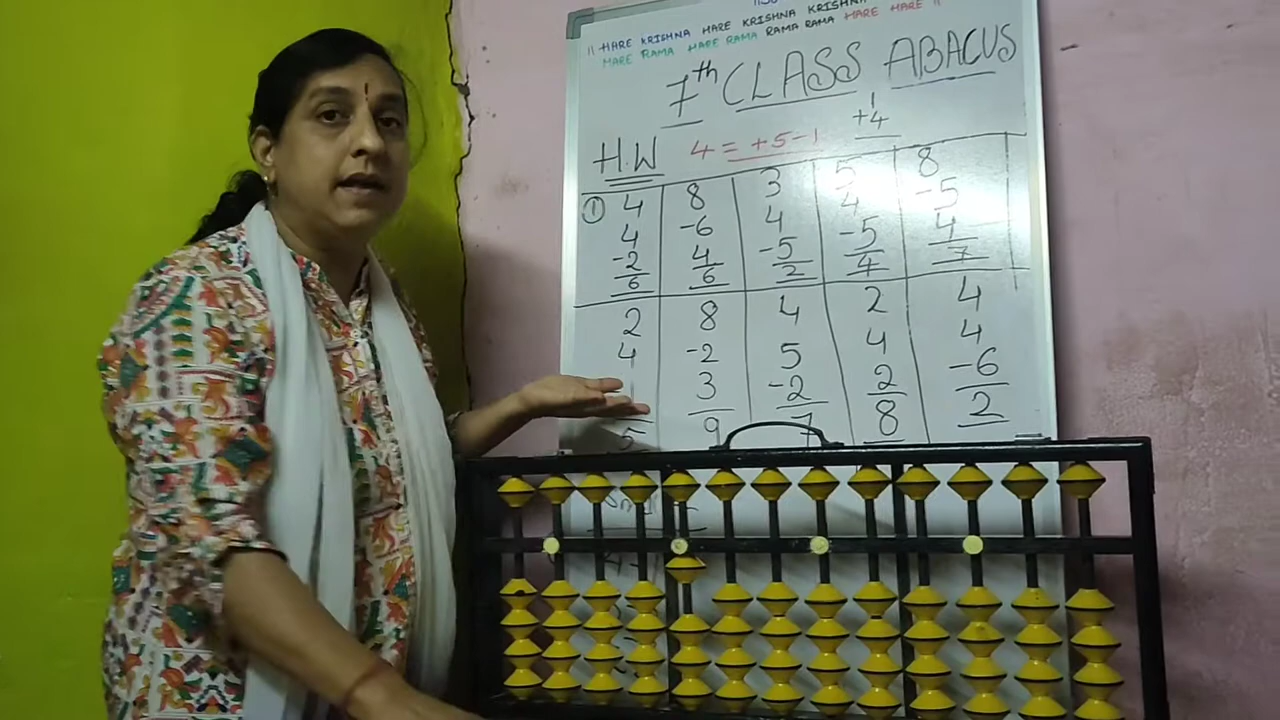 || HARE KRISHNA HARE KRISHNA KRISHNA
HARE RAMA HARE RAMA RAMA RAMA HARE HARE ||
7th CLASS ABACUS
1
+4
H.W 4 = +5-1
① 4 8 3 5 8
4 -6 4 4 -5
-2 4 -5 -5 4
6 6 2 4 7
2 8 4 2 4
4 -2 5 4 4
3 -2 2 -6
5 9 7 8 2